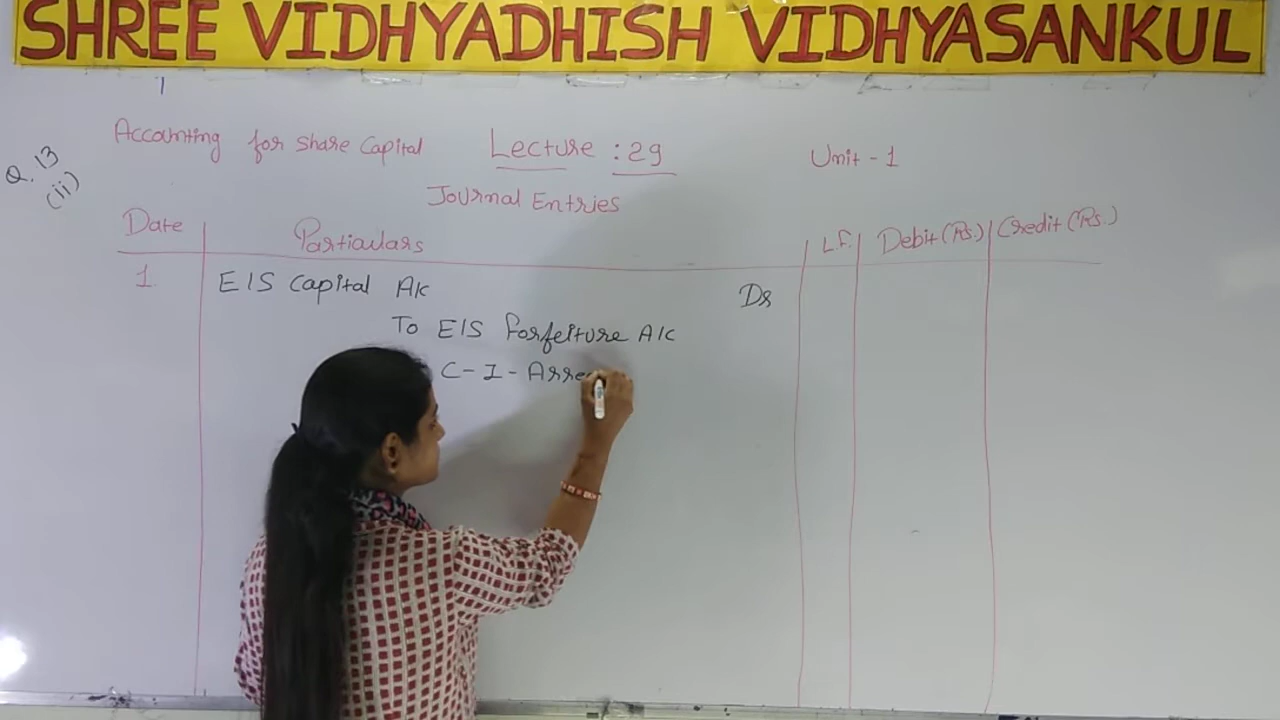 SHREE VIDHYADHISH VIDHYASANKUL
Accounting for Share Capital Lecture : 29 Unit - 1
Q. 13
(ii)
Journal Entries
Date Particulars L.F. Debit (Rs.) Credit (Rs.)
1. E/S Capital A/c Dr
To E/S Forfeiture A/c
C-I-Arre